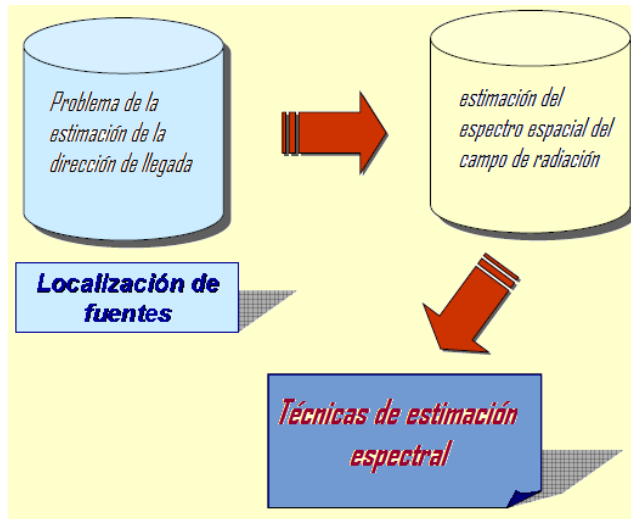 Problema de la
estimación de la
dirección de llegada
estimación del
espectro espacial del
campo de radiación
Localización de
fuentes
Técnicas de estimación
espectral